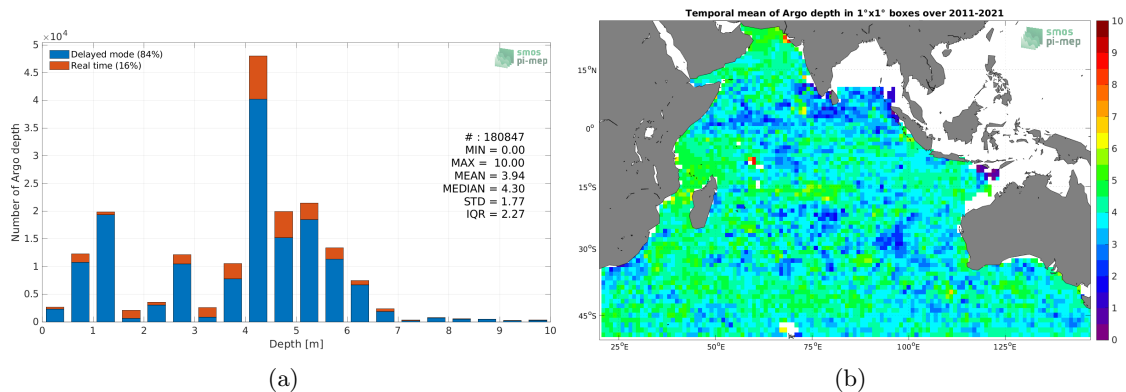 ×10⁴
5
4.5
4
3.5
3
2.5
2
1.5
1
0.5
0
Number of Argo depth
Delayed mode (84%)
Real time (16%)
smos
pi-mep
# : 180847
MIN = 0.00
MAX = 10.00
MEAN = 3.94
MEDIAN = 4.30
STD = 1.77
IQR = 2.27
0 1 2 3 4 5 6 7 8 9 10
Depth [m]
(a)
Temporal mean of Argo depth in 1°x1° boxes over 2011-2021
smos
pi-mep
15°N
0°
15°S
30°S
45°S
25°E 50°E 75°E 100°E 125°E
10
9
8
7
6
5
4
3
2
1
0
(b)